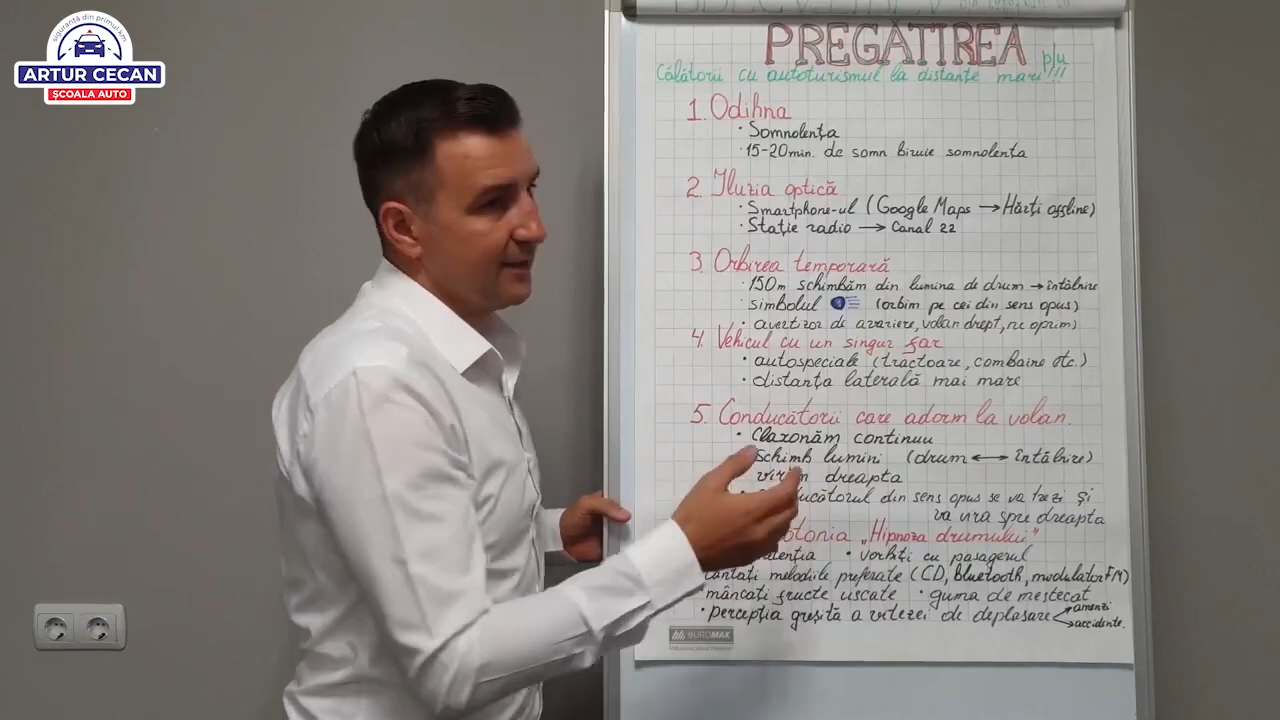 siguranță din primul km
ARTUR CECAN
ȘCOALA AUTO
PREGĂTIREA p/u
Călătorii cu autoturismul la distanțe mari!!!
1. Odihna
· Somnolența
· 15-20min. de somn biruie somnolența
2. Iluzia optică
· Smartphone-ul (Google Maps → Hărți offline)
· Stație radio → Canal 22
3. Orbirea temporară
· 150m schimbăm din lumina de drum → întâlnire
· simbolul (orbim pe cei din sens opus)
· avertizor de avariere, volan drept, nu oprim)
4. Vehicul cu un singur far
· autospeciale (tractoare, combaine etc.)
· distanța laterală mai mare
5. Conducătorii care adorm la volan.
· Claxonăm continuu
schimb lumini (drum ↔ întâlnire)
dreapta
din sens opus se va trezi și
va vira spre dreapta
"Hipnoza drumului"
· vorbiți cu pasagerul
cântați melodiile preferate (CD, Bluetooth, modulator FM)
· mâncați fructe uscate · guma de mestecat
· percepția greșită a vitezei de deplasare amenzi
accidente.
BUROMAX